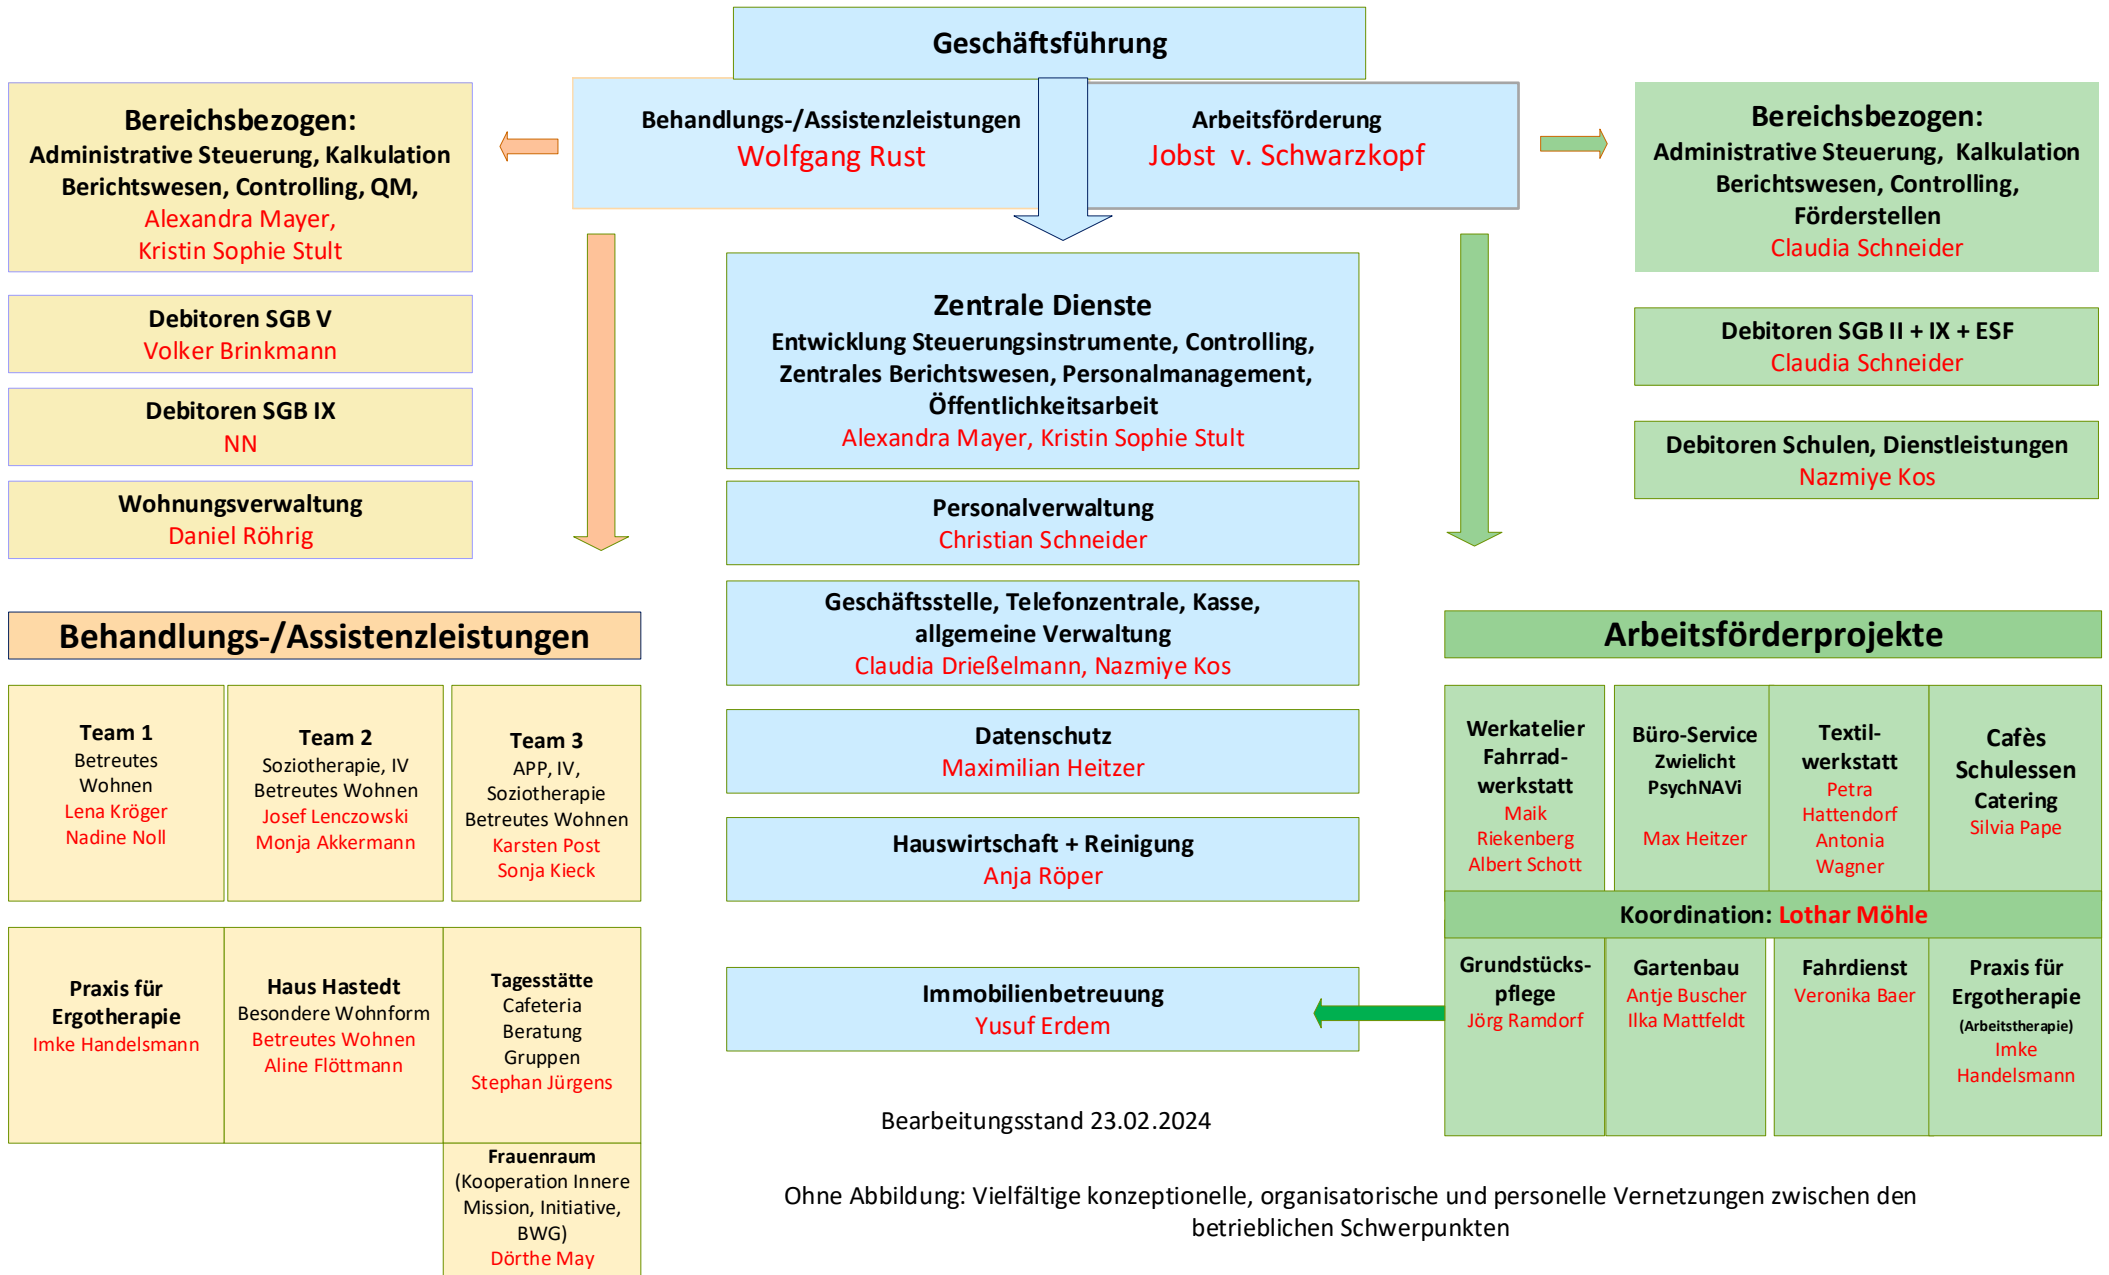 Geschäftsführung
Behandlungs-/Assistenzleistungen
Wolfgang Rust
Arbeitsförderung
Jobst v. Schwarzkopf
Bereichsbezogen:
Administrative Steuerung, Kalkulation
Berichtswesen, Controlling, QM,
Alexandra Mayer,
Kristin Sophie Stult
Debitoren SGB V
Volker Brinkmann
Debitoren SGB IX
NN
Wohnungsverwaltung
Daniel Röhrig
Zentrale Dienste
Entwicklung Steuerungsinstrumente, Controlling,
Zentrales Berichtswesen, Personalmanagement,
Öffentlichkeitsarbeit
Alexandra Mayer, Kristin Sophie Stult
Personalverwaltung
Christian Schneider
Geschäftsstelle, Telefonzentrale, Kasse,
allgemeine Verwaltung
Claudia Drießelmann, Nazmiye Kos
Datenschutz
Maximilian Heitzer
Hauswirtschaft + Reinigung
Anja Röper
Immobilienbetreuung
Yusuf Erdem
Bereichsbezogen:
Administrative Steuerung, Kalkulation
Berichtswesen, Controlling,
Förderstellen
Claudia Schneider
Debitoren SGB II + IX + ESF
Claudia Schneider
Debitoren Schulen, Dienstleistungen
Nazmiye Kos
Behandlungs-/Assistenzleistungen
Team 1
Betreutes
Wohnen
Lena Kröger
Nadine Noll
Team 2
Soziotherapie, IV
Betreutes Wohnen
Josef Lenczowski
Monja Akkermann
Team 3
APP, IV,
Soziotherapie
Betreutes Wohnen
Karsten Post
Sonja Kieck
Praxis für
Ergotherapie
Imke Handelsmann
Haus Hastedt
Besondere Wohnform
Betreutes Wohnen
Aline Flöttmann
Tagesstätte
Cafeteria
Beratung
Gruppen
Stephan Jürgens
Frauenraum
(Kooperation Innere
Mission, Initiative,
BWG)
Dörthe May
Arbeitsförderprojekte
Werkatelier
Fahrrad-
werkstatt
Maik
Riekenberg
Albert Schott
Büro-Service
Zwielicht
PsychNAVi
Max Heitzer
Textil-
werkstatt
Petra
Hattendorf
Antonia
Wagner
Cafès
Schulessen
Catering
Silvia Pape
Koordination: Lothar Möhle
Grundstücks-
pflege
Jörg Ramdorf
Gartenbau
Antje Buscher
Ilka Mattfeldt
Fahrdienst
Veronika Baer
Praxis für
Ergotherapie
(Arbeitstherapie)
Imke
Handelsmann
Bearbeitungsstand 23.02.2024
Ohne Abbildung: Vielfältige konzeptionelle, organisatorische und personelle Vernetzungen zwischen den
betrieblichen Schwerpunkten